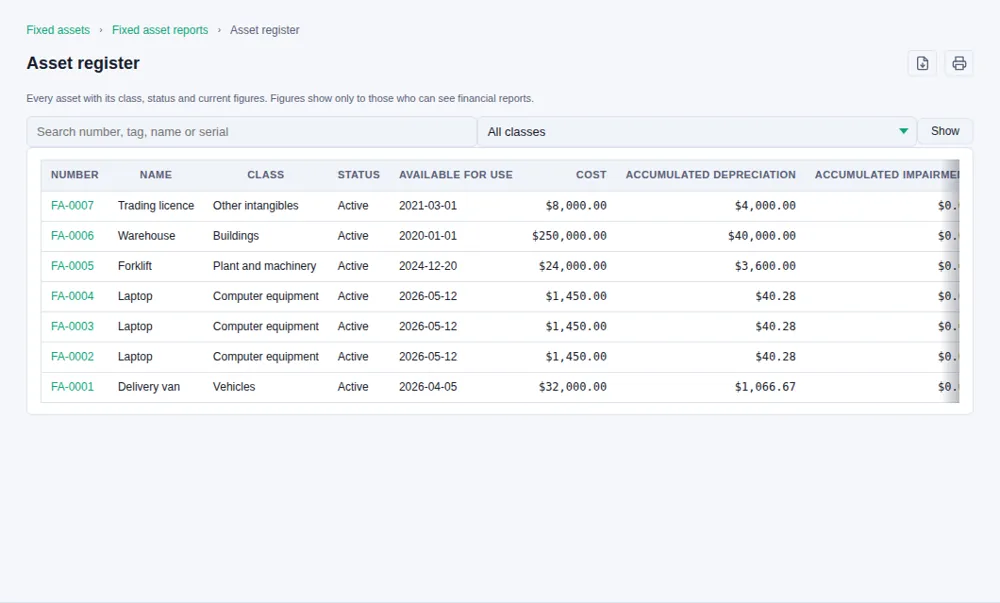 Fixed assets › Fixed asset reports › Asset register
Asset register
Every asset with its class, status and current figures. Figures show only to those who can see financial reports.
Search number, tag, name or serial All classes Show
NUMBER NAME CLASS STATUS AVAILABLE FOR USE COST ACCUMULATED DEPRECIATION ACCUMULATED
FA-0007 Trading licence Other intangibles Active 2021-03-01 $8,000.00 $4,000.00
FA-0006 Warehouse Buildings Active 2020-01-01 $250,000.00 $40,000.00
FA-0005 Forklift Plant and machinery Active 2024-12-20 $24,000.00 $3,600.00
FA-0004 Laptop Computer equipment Active 2026-05-12 $1,450.00 $40.28
FA-0003 Laptop Computer equipment Active 2026-05-12 $1,450.00 $40.28
FA-0002 Laptop Computer equipment Active 2026-05-12 $1,450.00 $40.28
FA-0001 Delivery van Vehicles Active 2026-04-05 $32,000.00 $1,066.67